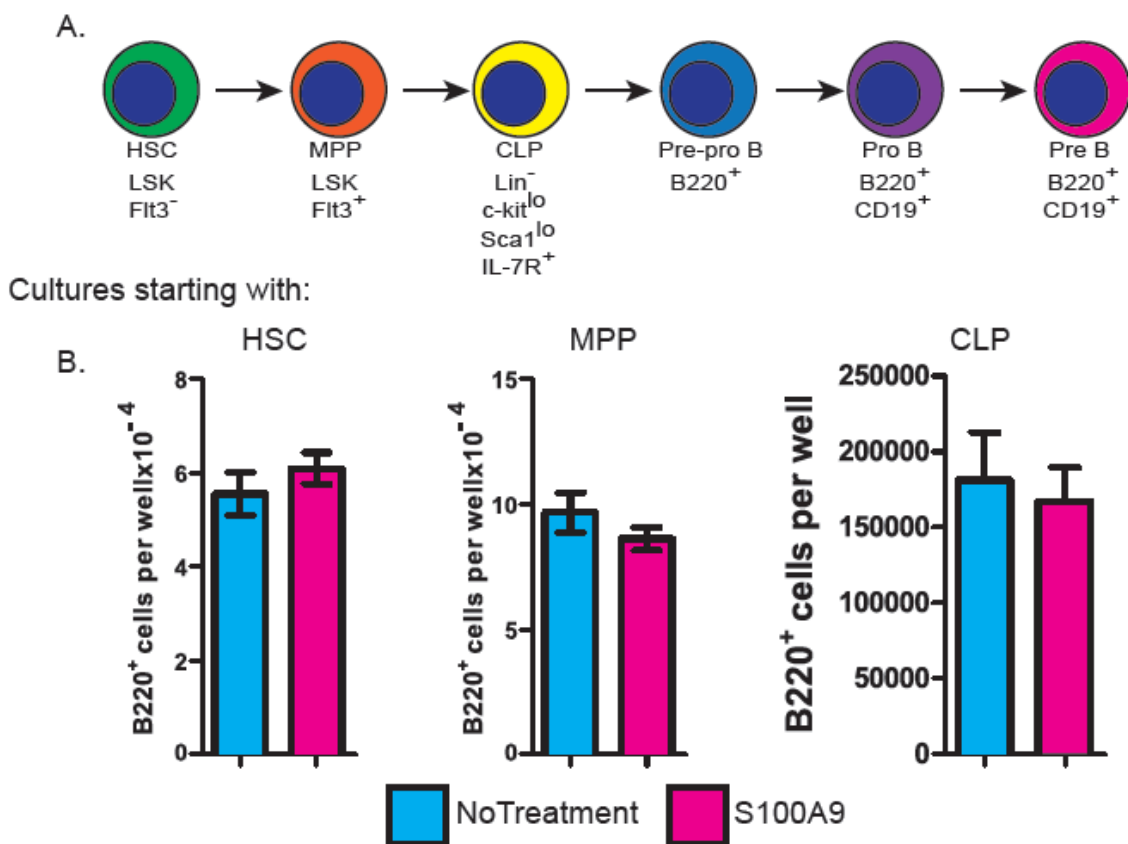 A.
HSC MPP CLP Pre-pro B Pro B Pre B
LSK LSK Lin⁻ B220⁺ B220⁺ B220⁺
Flt3⁻ Flt3⁺ c-kitˡᵒ CD19⁺ CD19⁺
Sca1ˡᵒ
IL-7R⁺
Cultures starting with:
HSC MPP CLP
B.
B220⁺ cells per wellx10⁻⁴
8
6
4
2
0
B220⁺ cells per wellx10⁻⁴
15
10
5
0
B220⁺ cells per well
250000
200000
150000
100000
50000
0
NoTreatment S100A9